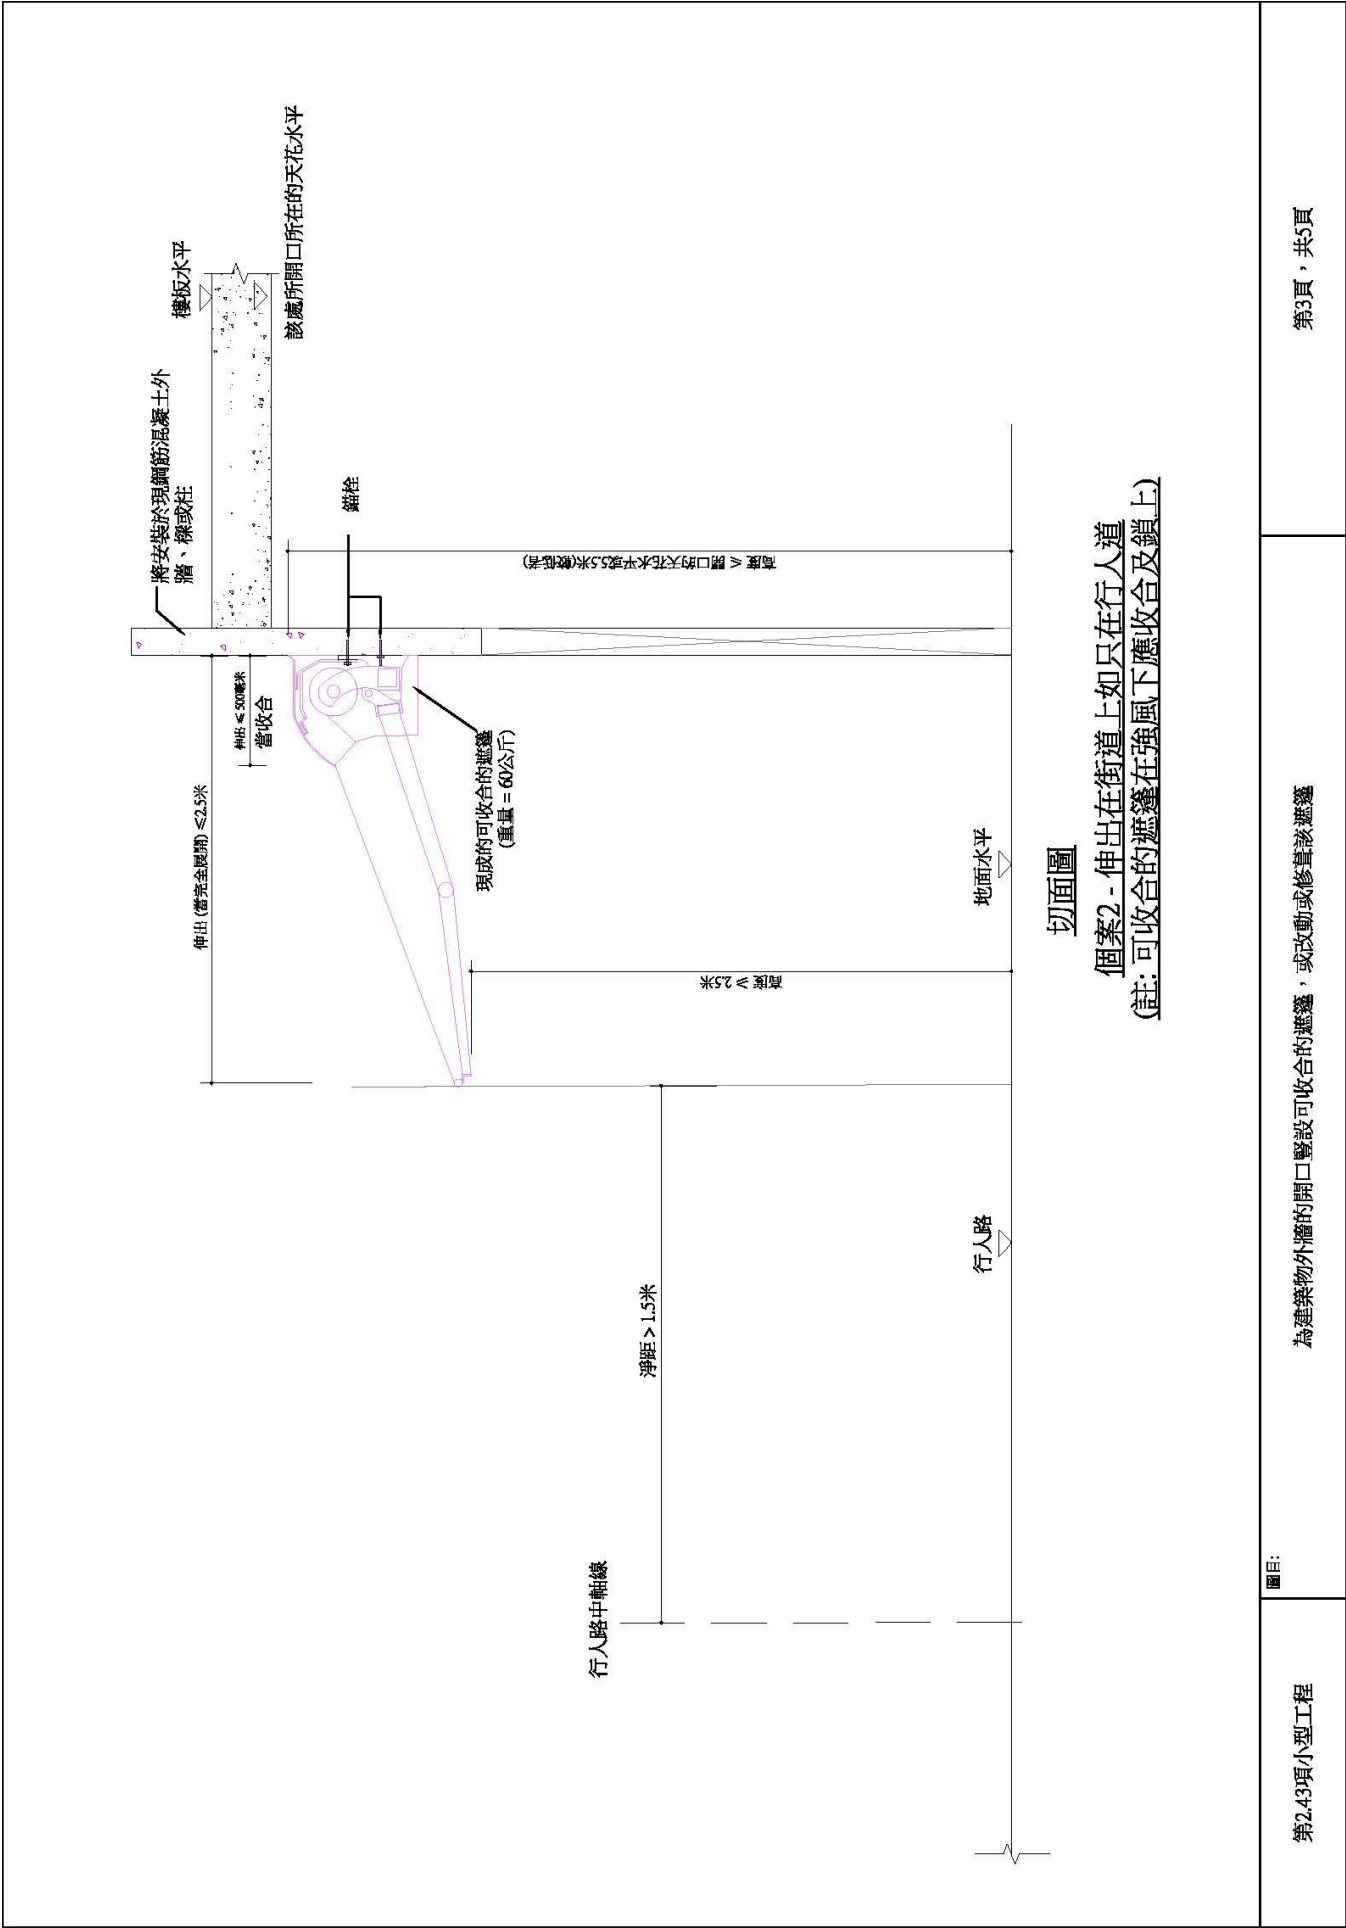 將安裝於現鋼筋混凝土外
牆、樑或柱
樓板水平
該處所開口所在的天花水平
伸出 (當完全展開) ≤2.5米
伸出 ≤ 500毫米
當收合
錨栓
現成的可收合的遮篷
(重量 = 60公斤)
高度 ≤ 開口的天花水平或5.5米(較低者)
高度 ≥ 2.5米
淨距 > 1.5米
行人路中軸線
行人路
地面水平
切面圖
個案2 - 伸出在街道上如只在行人道
(註: 可收合的遮篷在強風下應收合及鎖上)
第2.43項小型工程
圖目:
為建築物外牆的開口豎設可收合的遮篷，或改動或修葺該遮篷
第3頁，共5頁